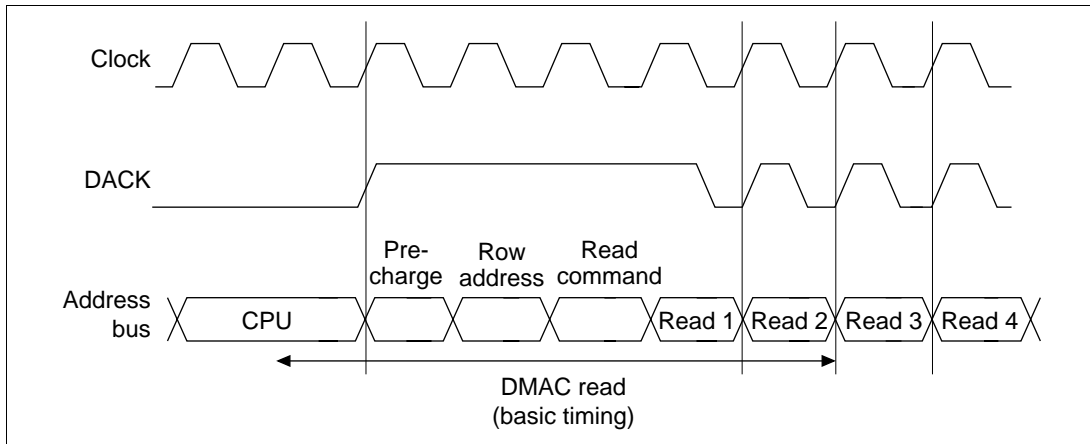 Clock
DACK
Pre-
charge
Row
address
Read
command
Address
bus
CPU
Read 1
Read 2
Read 3
Read 4
DMAC read
(basic timing)